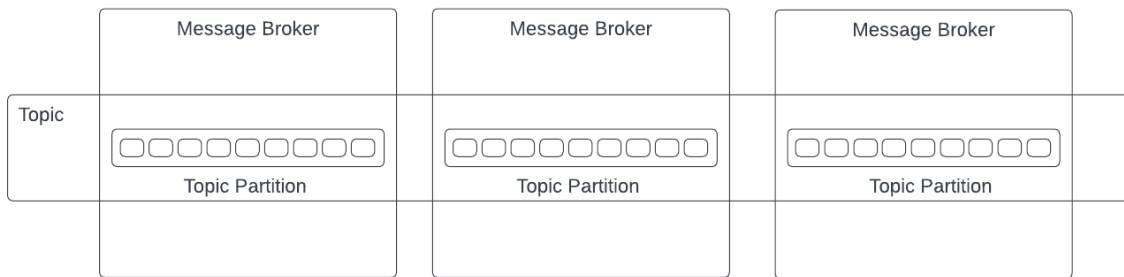 Message Broker
Message Broker
Message Broker
Topic
Topic Partition
Topic Partition
Topic Partition